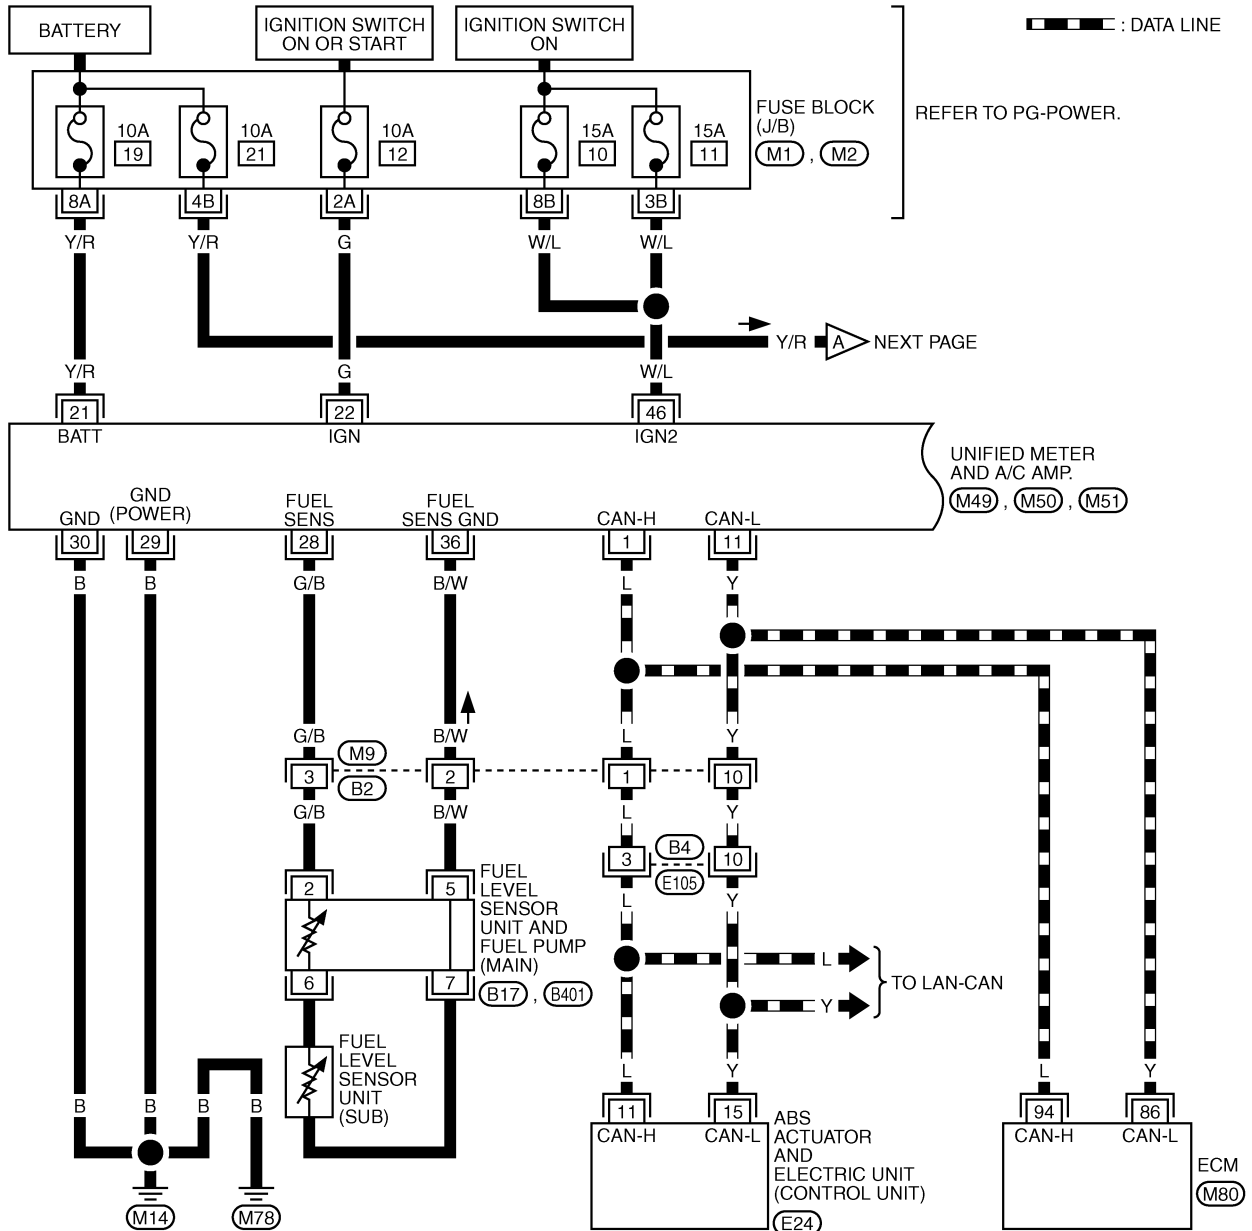 BATTERY
IGNITION SWITCH
ON OR START
IGNITION SWITCH
ON
: DATA LINE
10A
19
10A
21
10A
12
15A
10
15A
11
FUSE BLOCK
(J/B)
M1 , M2
REFER TO PG-POWER.
8A
4B
2A
8B
3B
Y/R
Y/R
G
W/L
W/L
Y/R
A
NEXT PAGE
Y/R
G
W/L
21
22
46
BATT
IGN
IGN2
UNIFIED METER
AND A/C AMP.
M49 , M50 , M51
GND
GND
(POWER)
FUEL
SENS
FUEL
SENS GND
CAN-H
CAN-L
30
29
28
36
1
11
B
B
G/B
B/W
L
Y
G/B
M9
B/W
L
Y
3
B2
2
1
10
G/B
B/W
L
Y
3
B4
E105
10
2
5
FUEL
LEVEL
SENSOR
UNIT AND
FUEL PUMP
(MAIN)
B17 , B401
L
Y
6
7
L
Y
TO LAN-CAN
FUEL
LEVEL
SENSOR
UNIT
(SUB)
B
B
B
B
L
Y
L
Y
11
15
94
86
CAN-H
CAN-L
CAN-H
CAN-L
ABS
ACTUATOR
AND
ELECTRIC UNIT
(CONTROL UNIT)
E24
ECM
M80
M14
M78